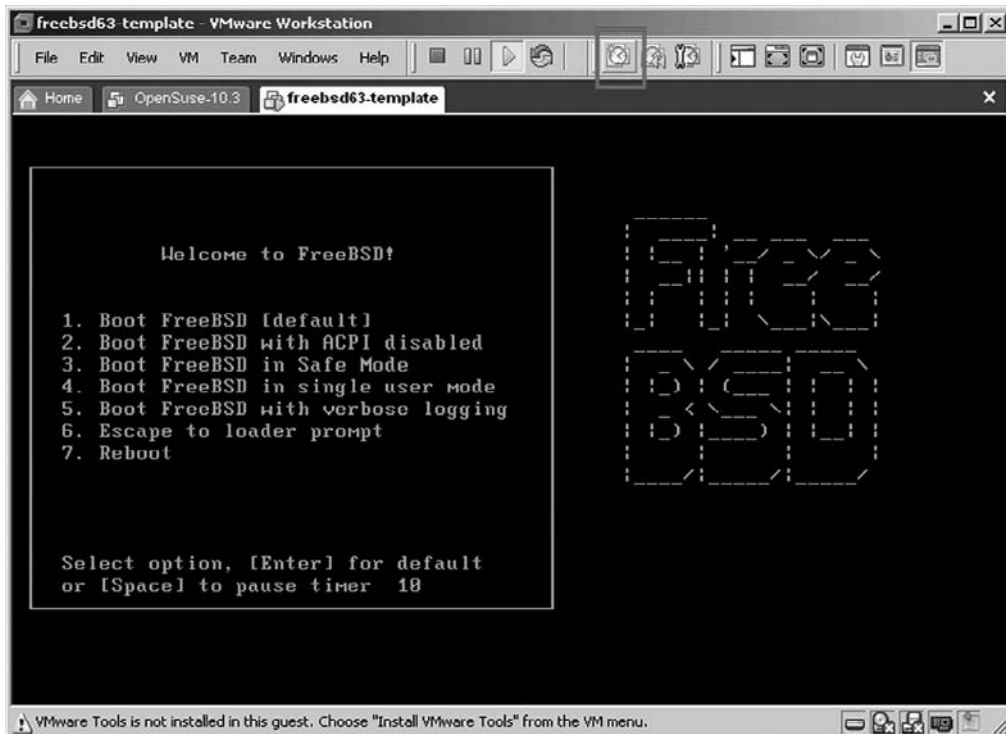 freebsd63-template - VMware Workstation
File Edit View VM Team Windows Help
Home OpenSuse-10.3 freebsd63-template
Welcome to FreeBSD!
1. Boot FreeBSD [default]
2. Boot FreeBSD with ACPI disabled
3. Boot FreeBSD in Safe Mode
4. Boot FreeBSD in single user mode
5. Boot FreeBSD with verbose logging
6. Escape to loader prompt
7. Reboot
Select option, [Enter] for default
or [Space] to pause timer 10
Free
BSD
VMware Tools is not installed in this guest. Choose "Install VMware Tools" from the VM menu.